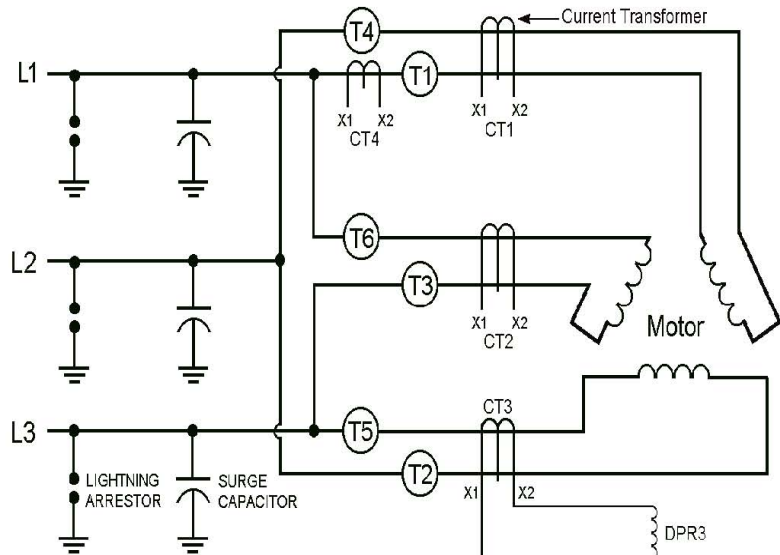 T4
Current Transformer
L1
T1
X1 X2
CT4
X1 X2
CT1
T6
L2
T3
X1 X2
CT2
Motor
CT3
L3
T5
LIGHTNING
ARRESTOR
SURGE
CAPACITOR
T2
X1 X2
DPR3